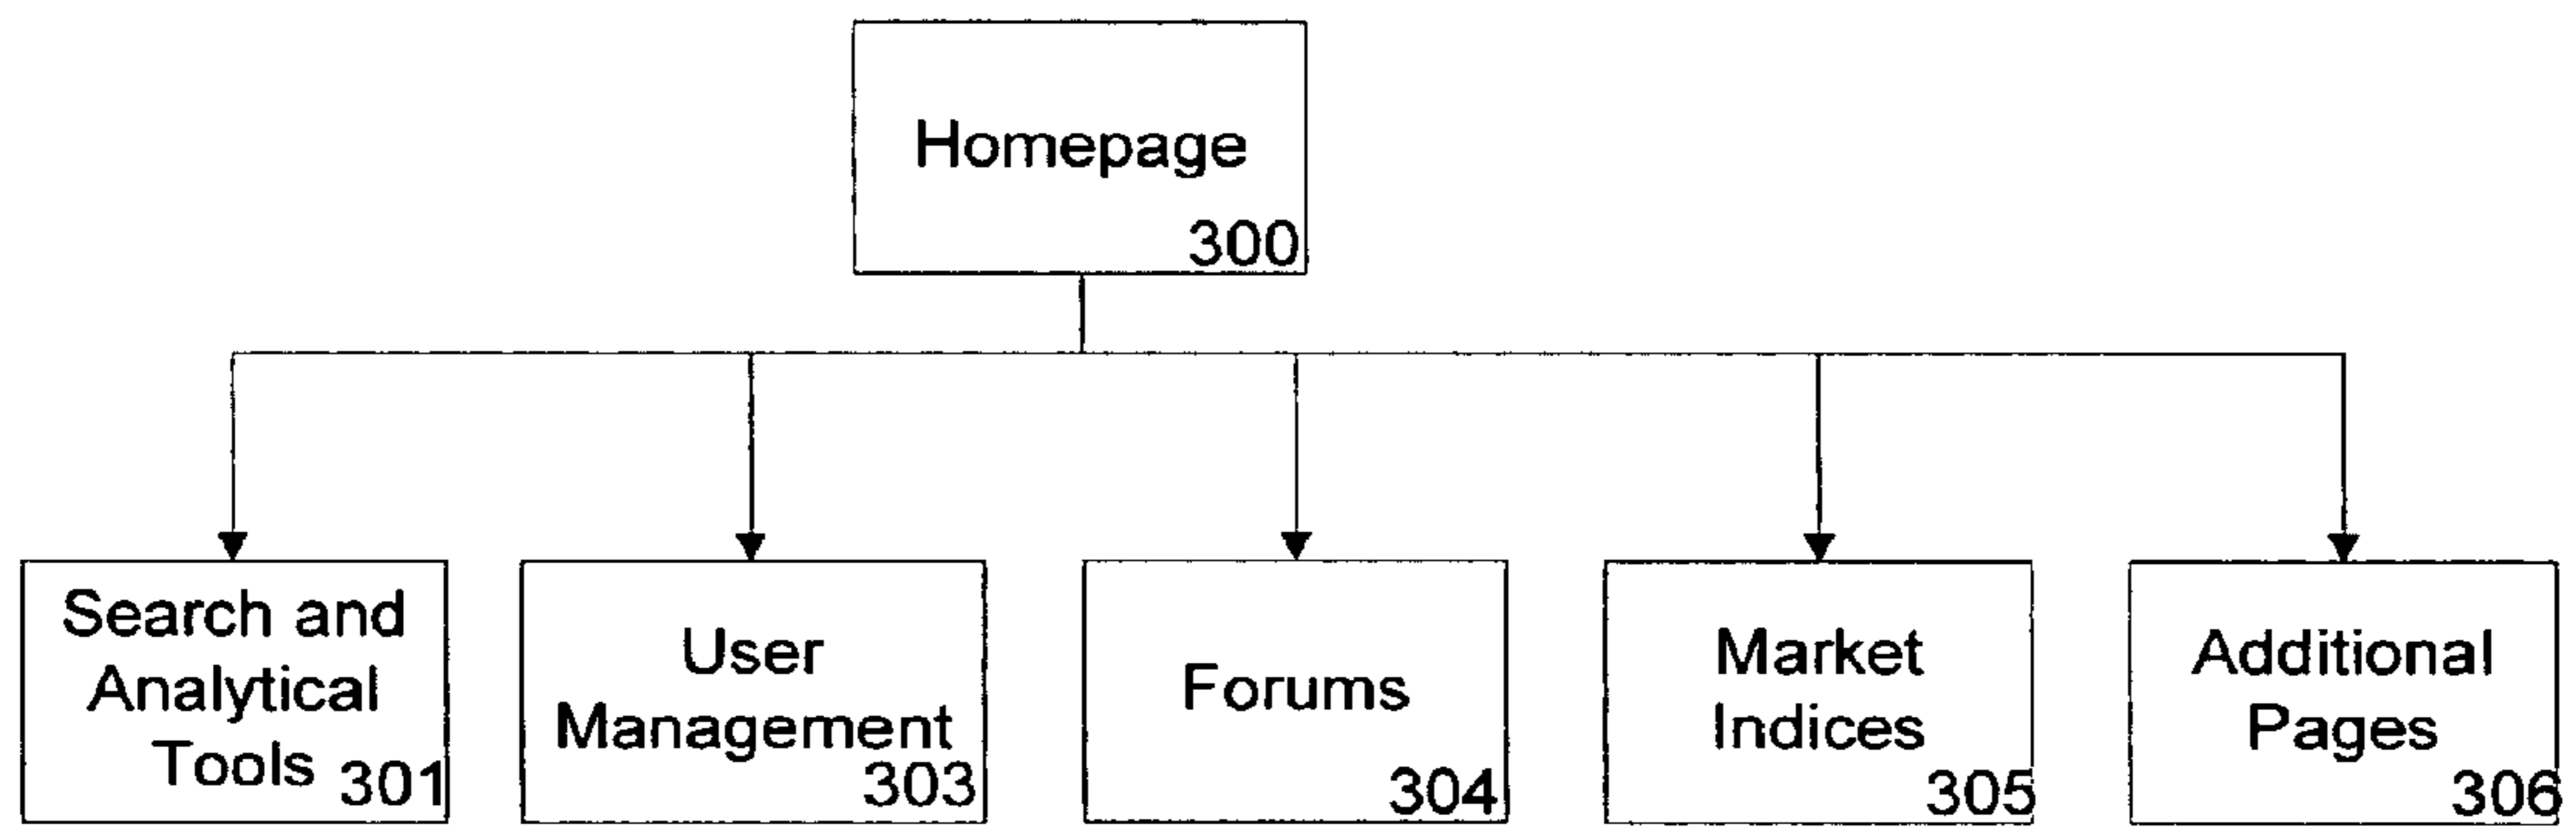 Homepage
300
Search and
Analytical
Tools 301
User
Management
303
Forums
304
Market
Indices
305
Additional
Pages
306